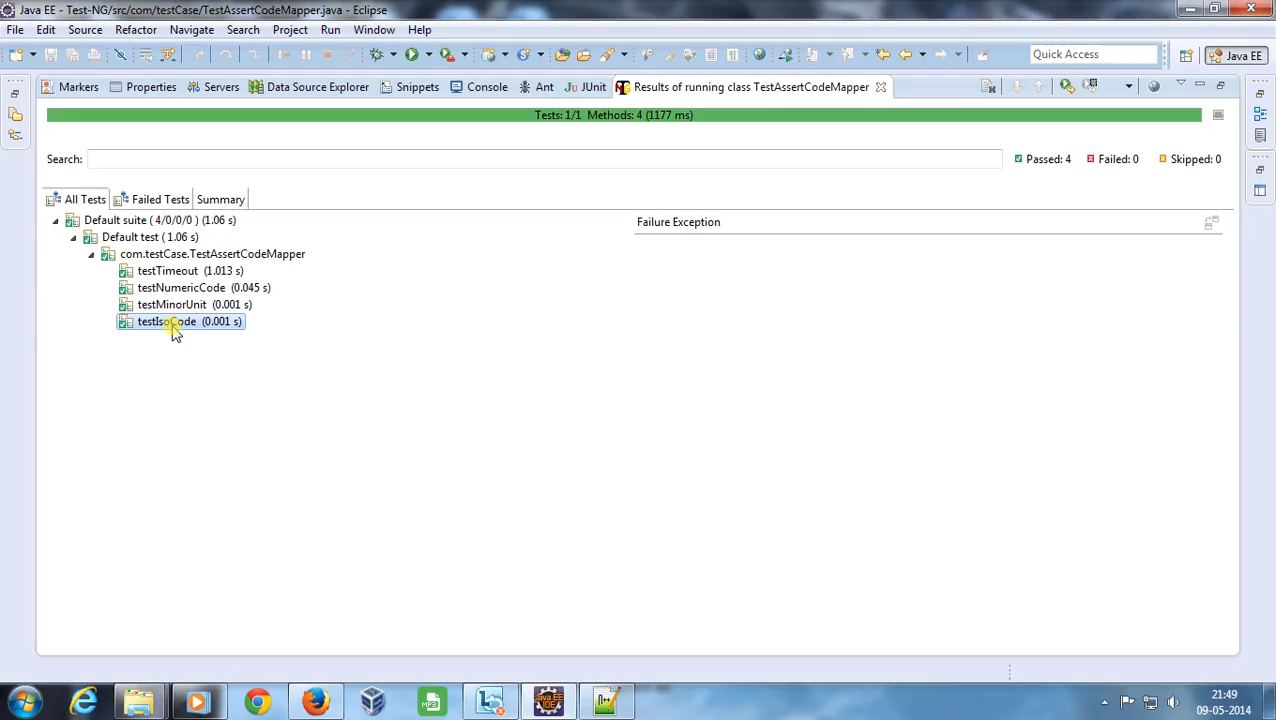 Java EE - Test-NG/src/com/testCase/TestAssertCodeMapper.java - Eclipse
File Edit Source Refactor Navigate Search Project Run Window Help
Quick Access Java EE
Markers Properties Servers Data Source Explorer Snippets Console Ant JUnit Results of running class TestAssertCodeMapper
Tests: 1/1 Methods: 4 (1177 ms)
Search: Passed: 4 Failed: 0 Skipped: 0
All Tests Failed Tests Summary
Default suite ( 4/0/0/0 ) (1.06 s) Failure Exception
Default test ( 1.06 s)
com.testCase.TestAssertCodeMapper
testTimeout (1.013 s)
testNumericCode (0.045 s)
testMinorUnit (0.001 s)
testIsoCode (0.001 s)
21:49
09-05-2014